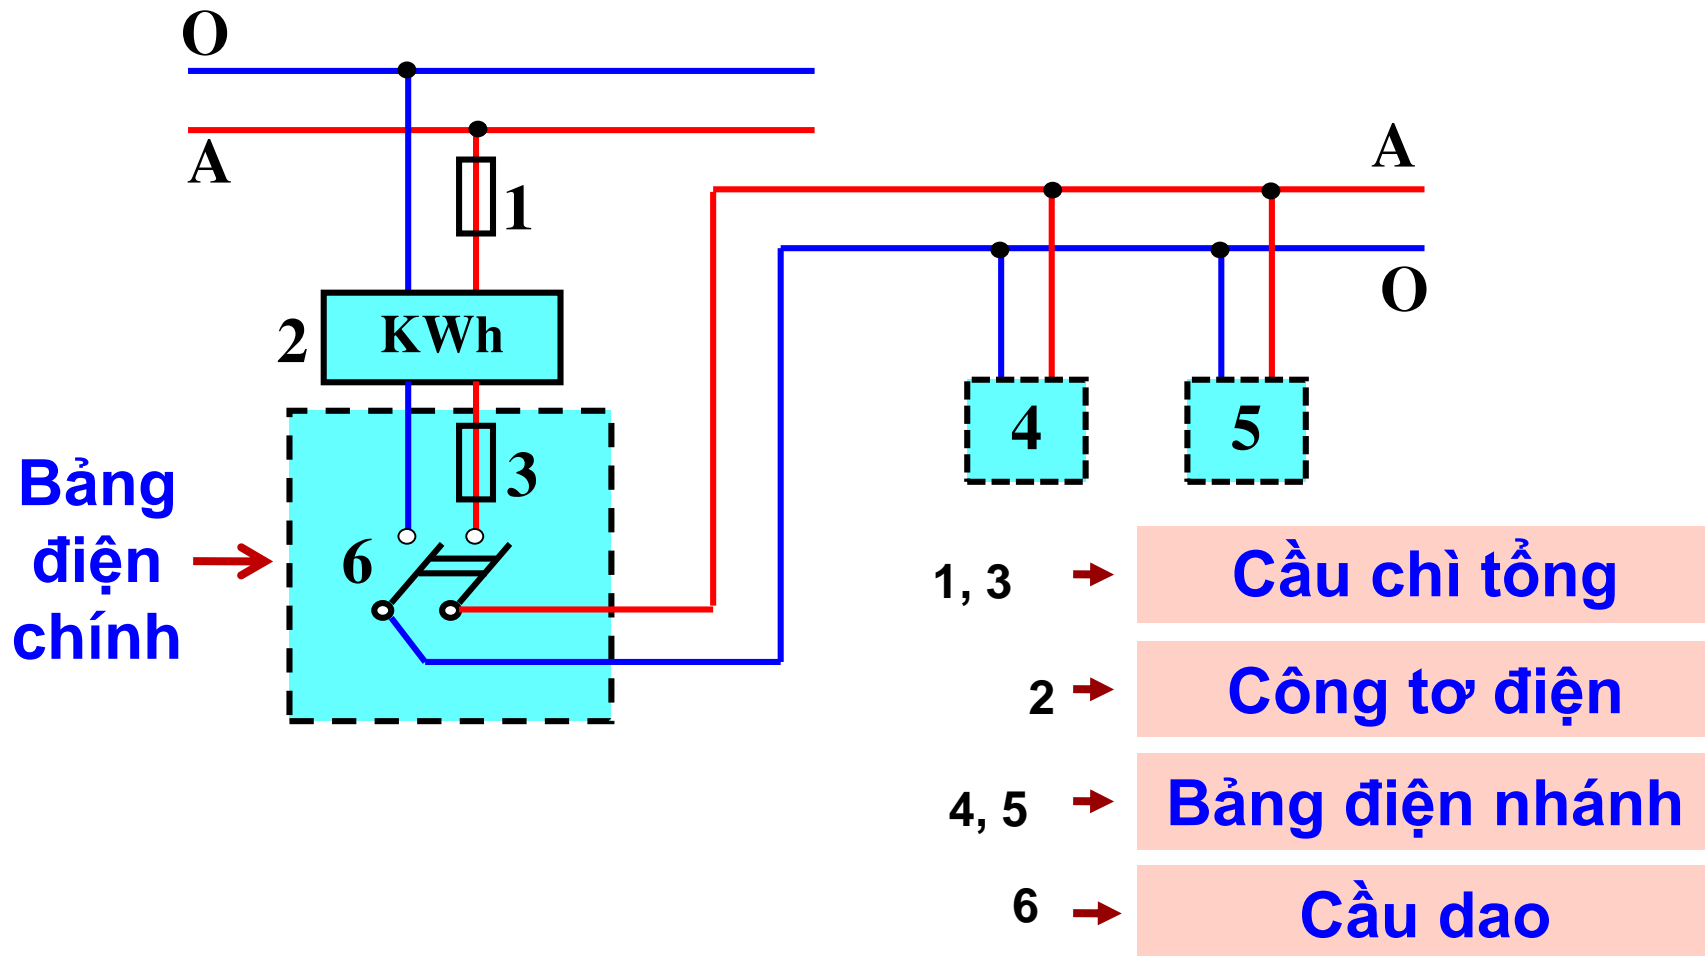 O
A
1
2
KWh
3
6
Bảng
điện
chính
A
O
4
5
1, 3
Cầu chì tổng
2
Công tơ điện
4, 5
Bảng điện nhánh
6
Cầu dao